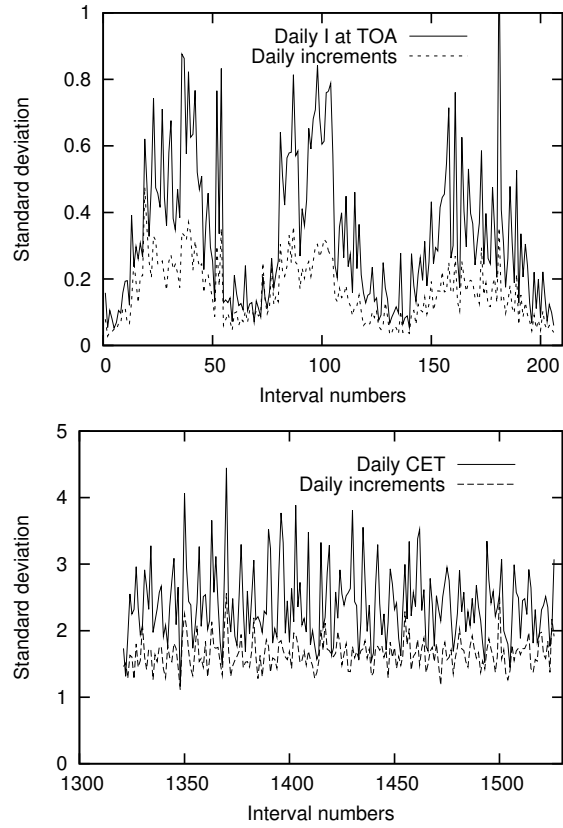 Daily I at TOA
Daily increments
Standard deviation
1
0.8
0.6
0.4
0.2
0
0 50 100 150 200
Interval numbers
Daily CET
Daily increments
Standard deviation
5
4
3
2
1
0
1300 1350 1400 1450 1500
Interval numbers